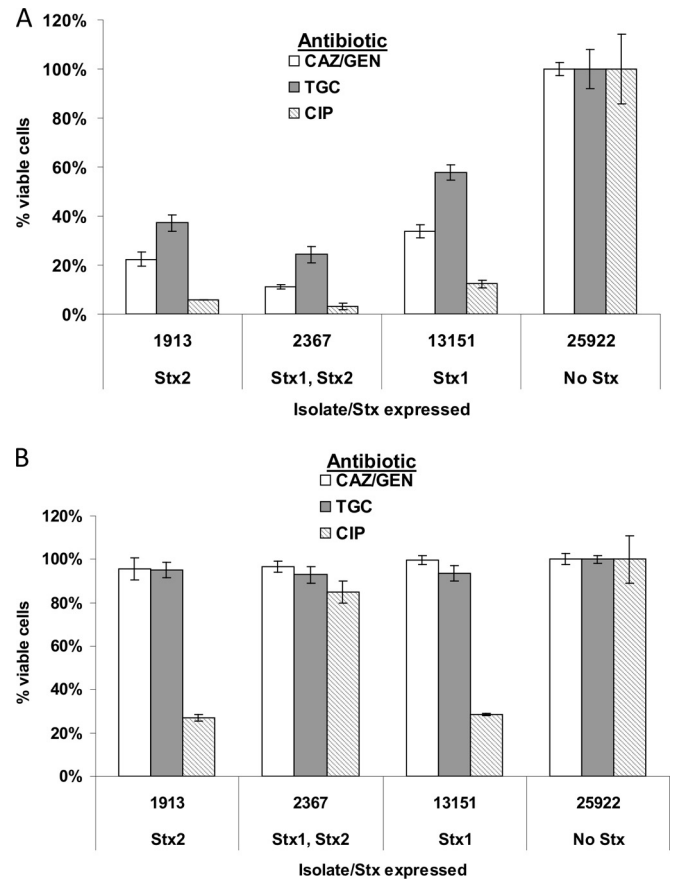 A
120%
100%
80%
60%
40%
20%
0%
% viable cells
Antibiotic
CAZ/GEN
TGC
CIP
1913 2367 13151 25922
Stx2 Stx1, Stx2 Stx1 No Stx
Isolate/Stx expressed
B
Antibiotic
CAZ/GEN
TGC
CIP
120%
100%
80%
60%
40%
20%
0%
% viable cells
1913 2367 13151 25922
Stx2 Stx1, Stx2 Stx1 No Stx
Isolate/Stx expressed